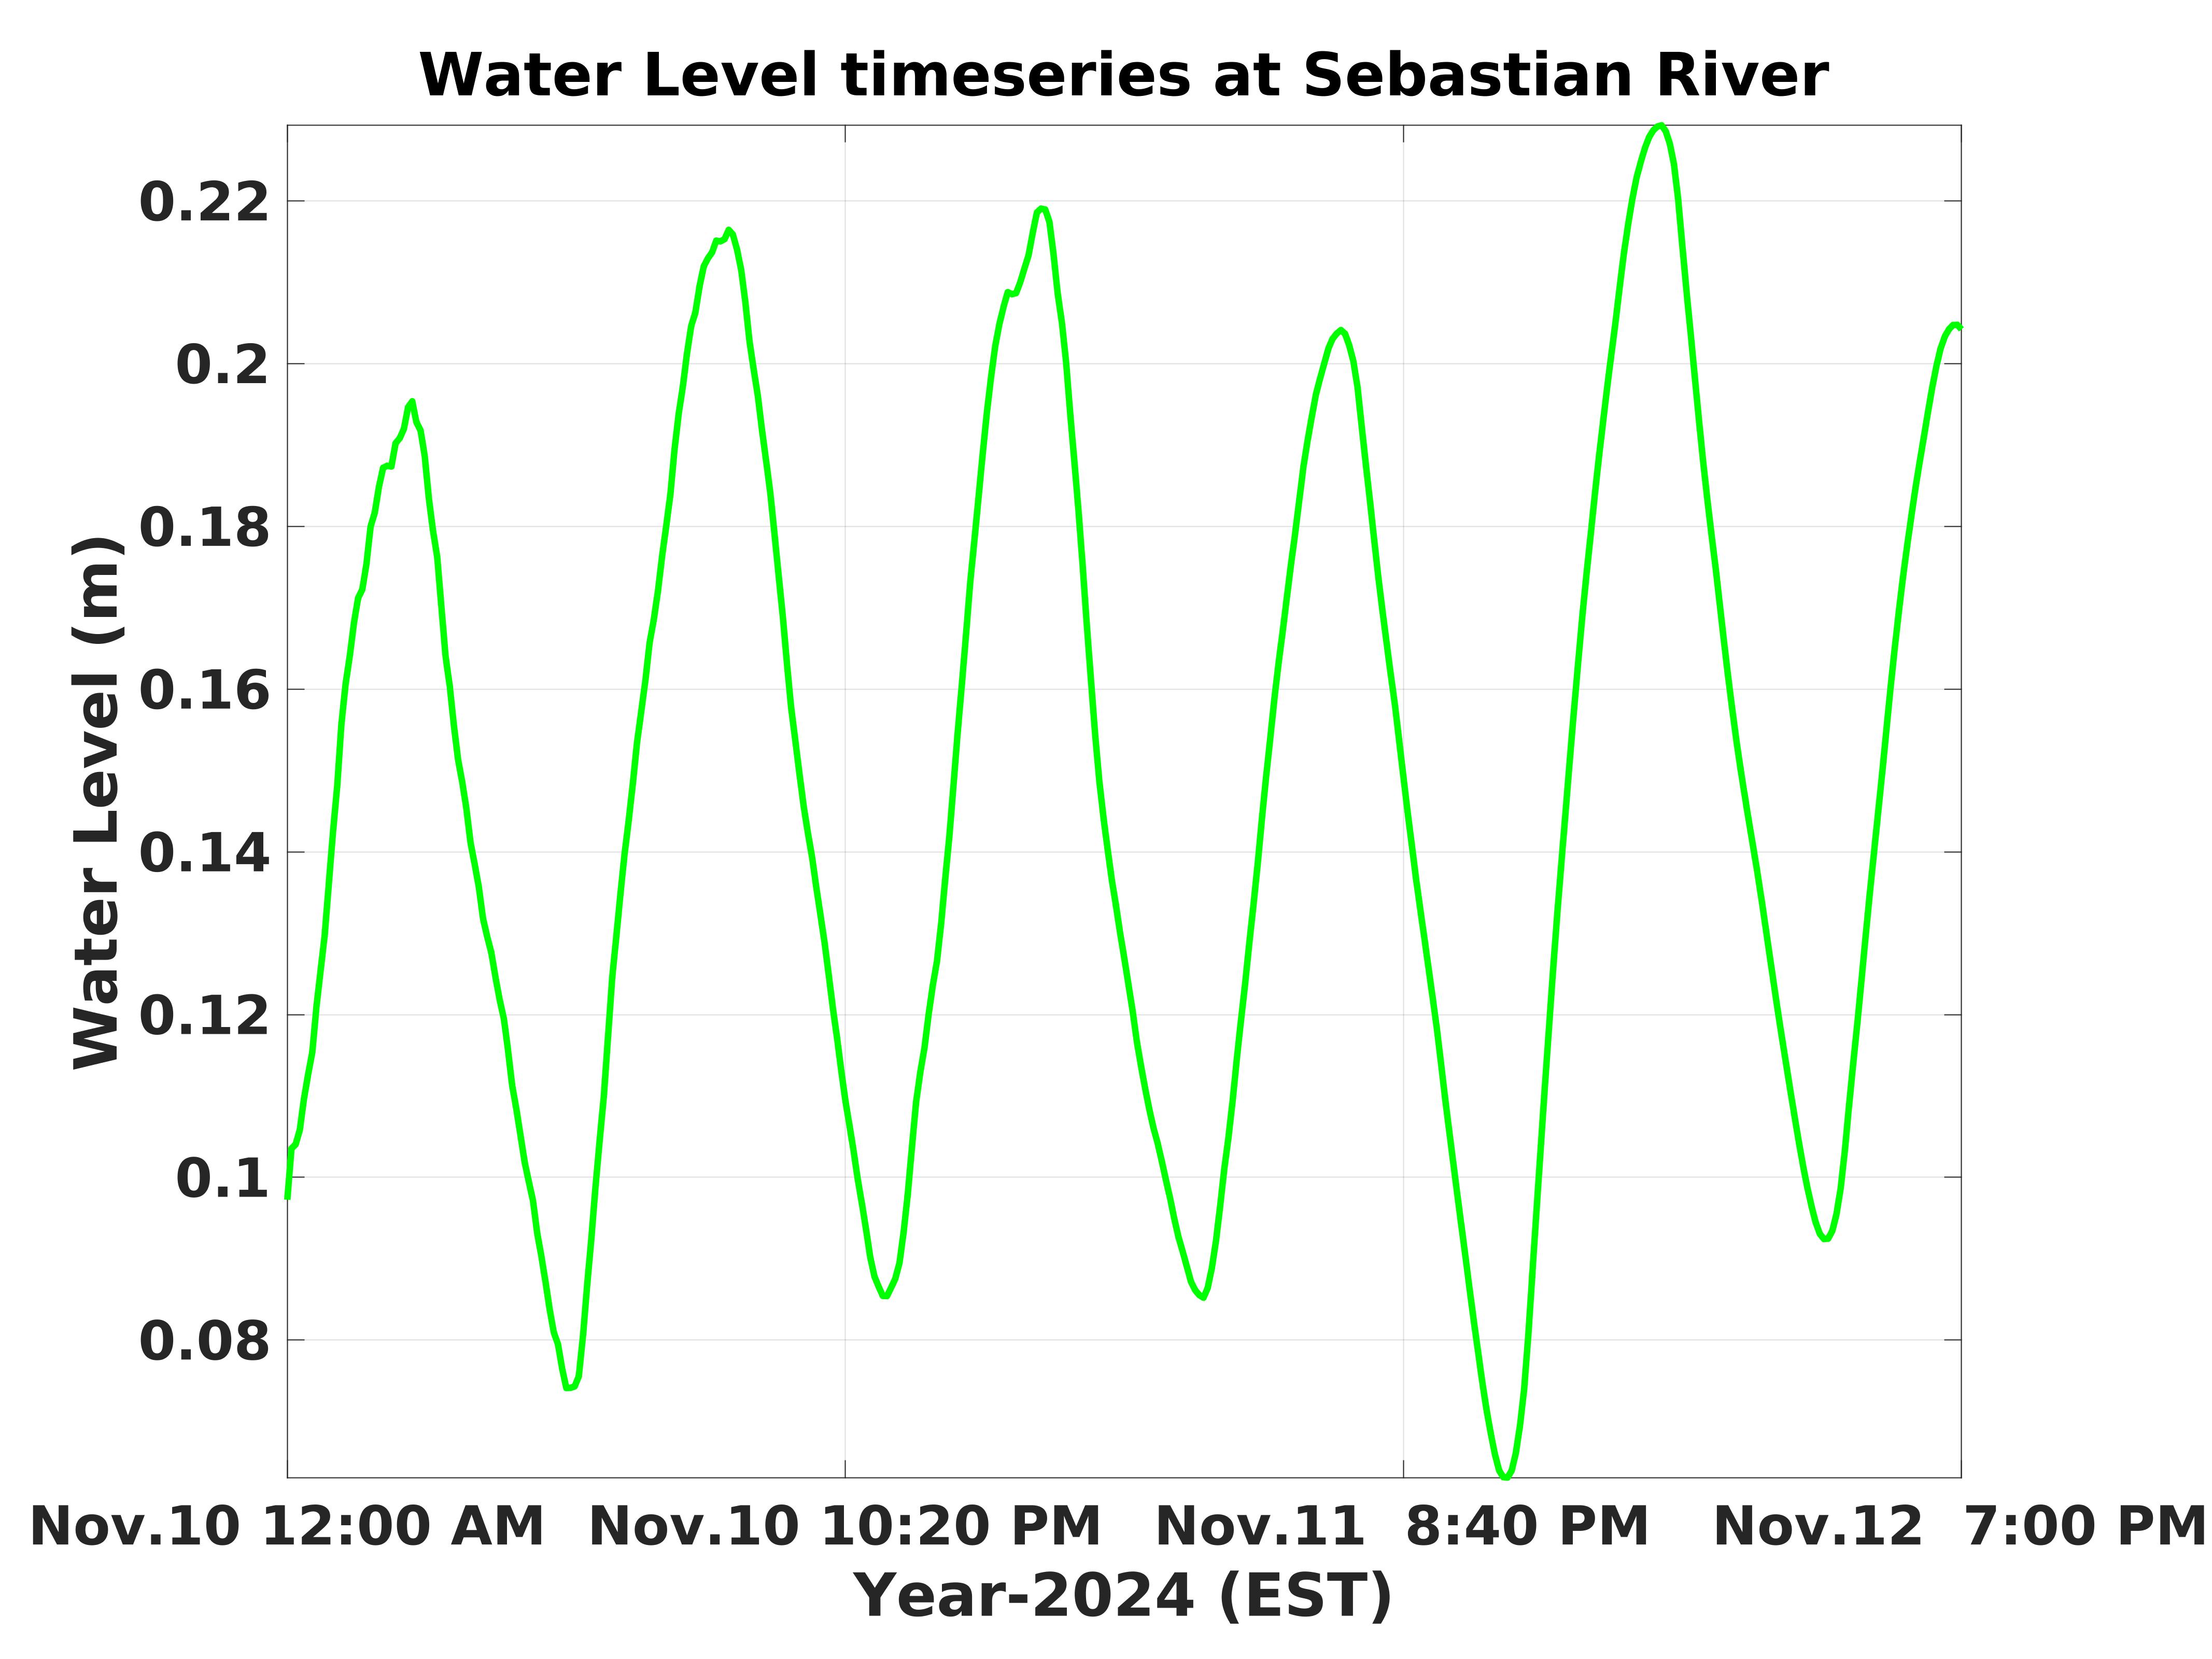 Water Level timeseries at Sebastian River
Water Level (m)
0.22
0.2
0.18
0.16
0.14
0.12
0.1
0.08
Nov.10 12:00 AM Nov.10 10:20 PM Nov.11 8:40 PM Nov.12 7:00 PM
Year-2024 (EST)